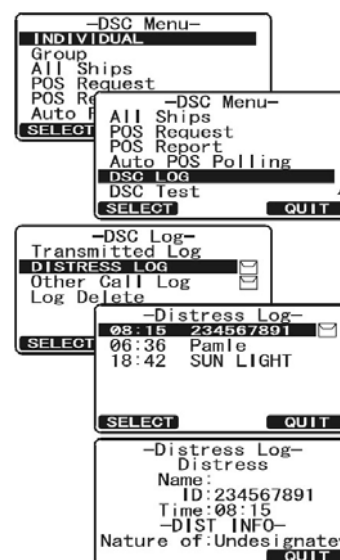 –DSC Menu–
INDIVIDUAL
Group
All Ships
POS Request
POS Re
Auto P
SELECT
–DSC Menu–
All Ships
POS Request
POS Report
Auto POS Polling
DSC LOG
DSC Test
SELECT QUIT
–DSC Log–
Transmitted Log
DISTRESS LOG
Other Call Log
Log Delete
SELECT
–Distress Log–
08:15 234567891
06:36 Pamle
18:42 SUN LIGHT
SELECT QUIT
–Distress Log–
Distress
Name:
ID:234567891
Time:08:15
–DIST INFO–
Nature of:Undesignate
QUIT